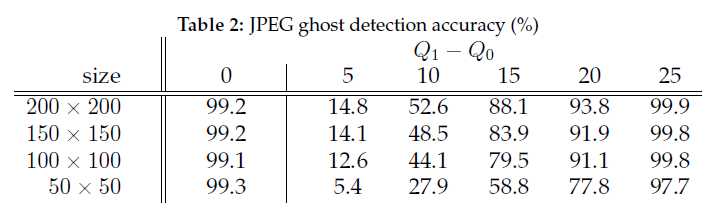 Table 2: JPEG ghost detection accuracy (%)
Q₁ − Q₀
size 0 5 10 15 20 25
200 × 200 99.2 14.8 52.6 88.1 93.8 99.9
150 × 150 99.2 14.1 48.5 83.9 91.9 99.8
100 × 100 99.1 12.6 44.1 79.5 91.1 99.8
50 × 50 99.3 5.4 27.9 58.8 77.8 97.7